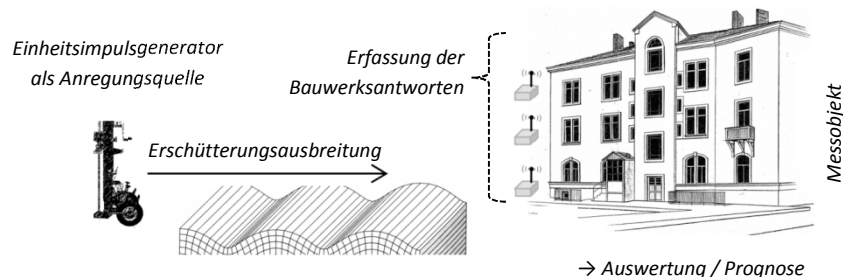 Einheitsimpulsgenerator
als Anregungsquelle
Erfassung der
Bauwerksantworten
Erschütterungsausbreitung
Messobjekt
→ Auswertung / Prognose